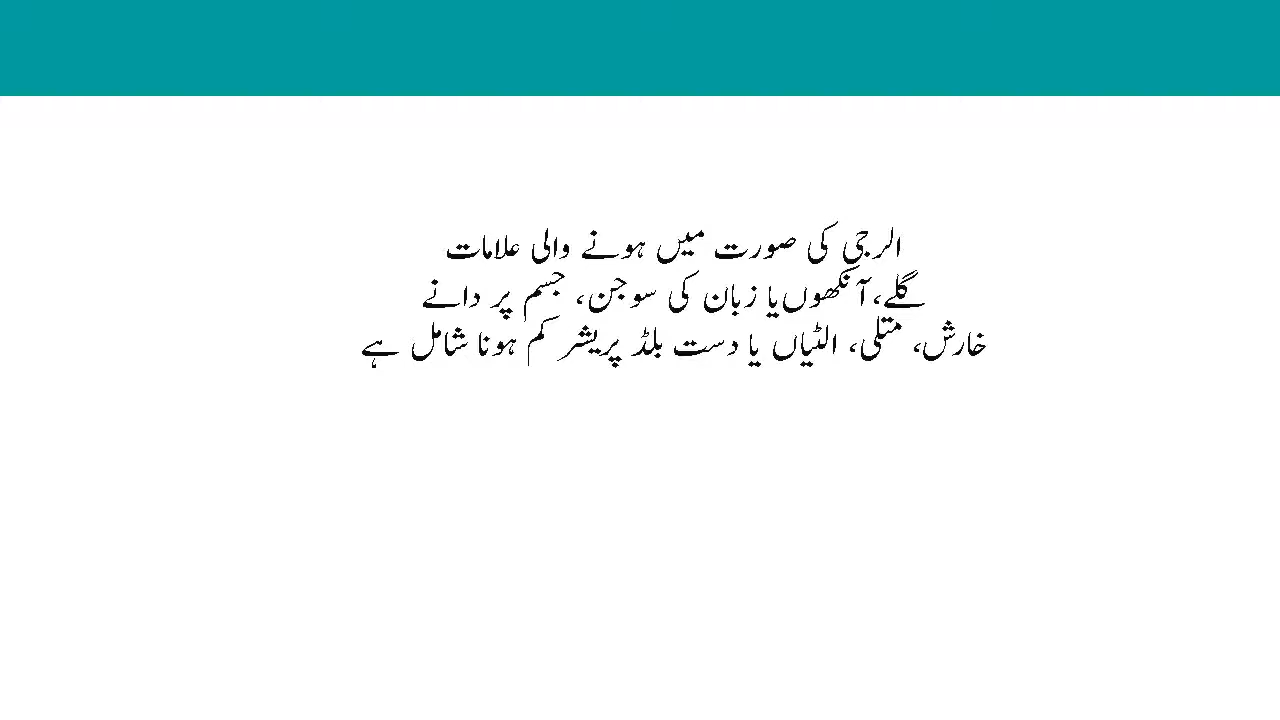 الرجی کی صورت میں ہونے والی علامات
گلے،آنکھوں یا زبان کی سوجن، جسم پر دانے
خارش، متلی، الٹیاں یا دست بلڈ پریشر کم ہونا شامل ہے